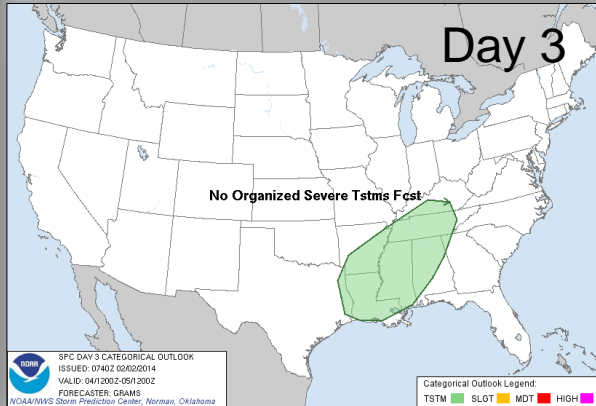 Day 3
No Organized Severe Tstms Fcst
NOAA
SPC DAY 3 CATEGORICAL OUTLOOK
ISSUED: 0740Z 02/02/2014
VALID: 04/1200Z-05/1200Z
FORECASTER: GRAMS
NOAA/NWS Storm Prediction Center, Norman, Oklahoma
Categorical Outlook Legend:
TSTM SLGT MDT HIGH